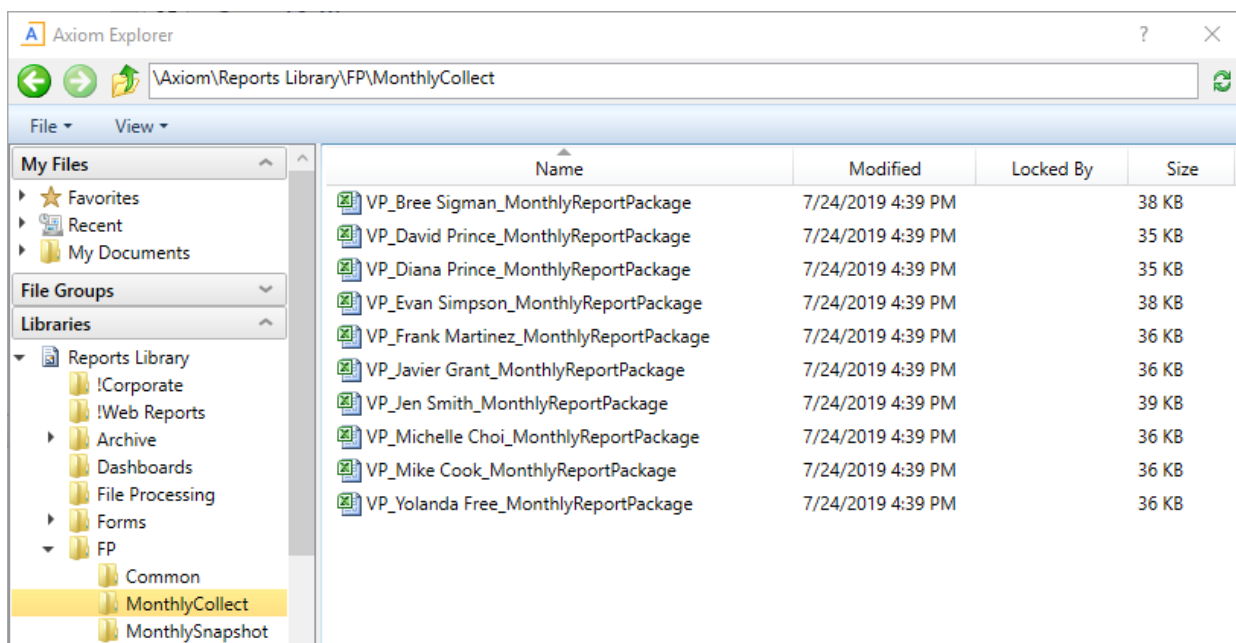 A Axiom Explorer ?
\Axiom\Reports Library\FP\MonthlyCollect
File View
My Files
Favorites
Recent
My Documents
File Groups
Libraries
Reports Library
!Corporate
!Web Reports
Archive
Dashboards
File Processing
Forms
FP
Common
MonthlyCollect
MonthlySnapshot
Name Modified Locked By Size
VP_Bree Sigman_MonthlyReportPackage 7/24/2019 4:39 PM 38 KB
VP_David Prince_MonthlyReportPackage 7/24/2019 4:39 PM 35 KB
VP_Diana Prince_MonthlyReportPackage 7/24/2019 4:39 PM 35 KB
VP_Evan Simpson_MonthlyReportPackage 7/24/2019 4:39 PM 38 KB
VP_Frank Martinez_MonthlyReportPackage 7/24/2019 4:39 PM 36 KB
VP_Javier Grant_MonthlyReportPackage 7/24/2019 4:39 PM 36 KB
VP_Jen Smith_MonthlyReportPackage 7/24/2019 4:39 PM 39 KB
VP_Michelle Choi_MonthlyReportPackage 7/24/2019 4:39 PM 36 KB
VP_Mike Cook_MonthlyReportPackage 7/24/2019 4:39 PM 36 KB
VP_Yolanda Free_MonthlyReportPackage 7/24/2019 4:39 PM 36 KB